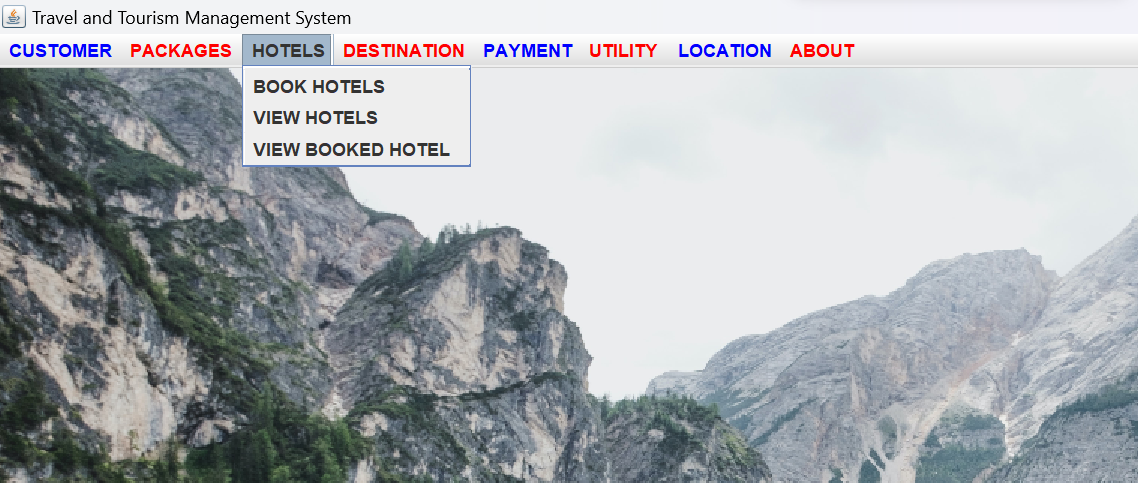 Travel and Tourism Management System
CUSTOMER PACKAGES HOTELS DESTINATION PAYMENT UTILITY LOCATION ABOUT
BOOK HOTELS
VIEW HOTELS
VIEW BOOKED HOTEL